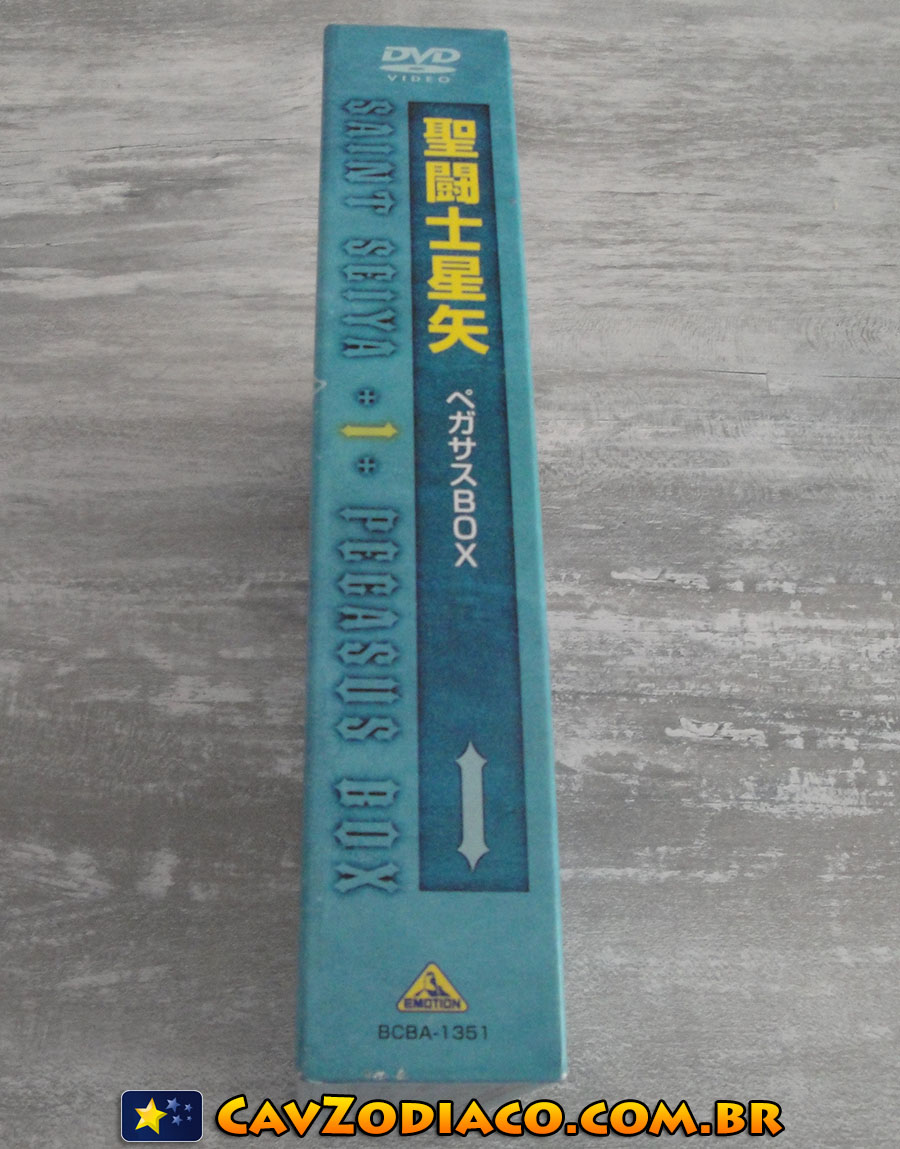 DVD
VIDEO
聖闘士星矢
ペガサスBOX
I
SAINT SEIYA + I + PEGASUS BOX
EMOTION
BCBA-1351
CAVZODIACO.COM.BR